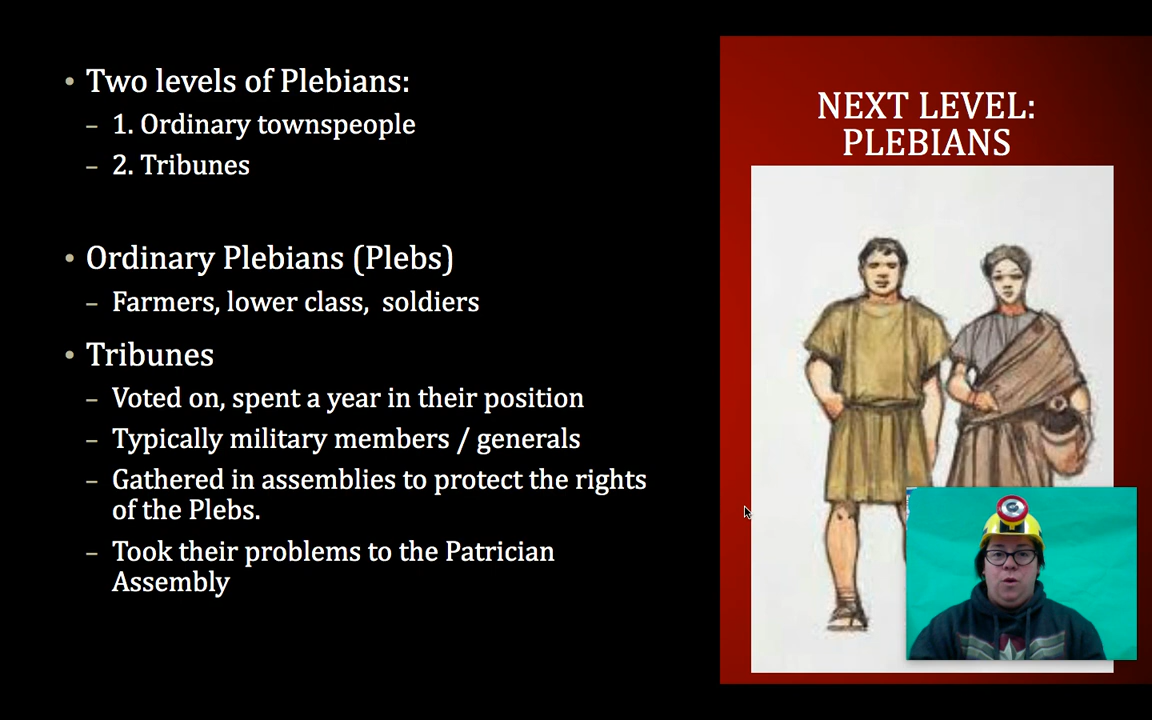 • Two levels of Plebians:
– 1. Ordinary townspeople
– 2. Tribunes
• Ordinary Plebians (Plebs)
– Farmers, lower class,  soldiers
• Tribunes
– Voted on, spent a year in their position
– Typically military members / generals
– Gathered in assemblies to protect the rights
of the Plebs.
– Took their problems to the Patrician
Assembly
NEXT LEVEL:
PLEBIANS